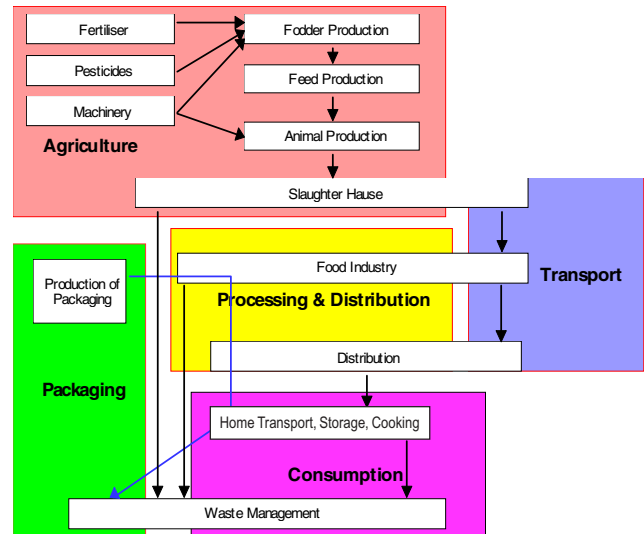 Fertiliser
Fodder Production
Pesticides
Feed Production
Machinery
Animal Production
Agriculture
Slaughter Hause
Food Industry
Transport
Production of
Packaging
Processing & Distribution
Distribution
Packaging
Home Transport, Storage, Cooking
Consumption
Waste Management